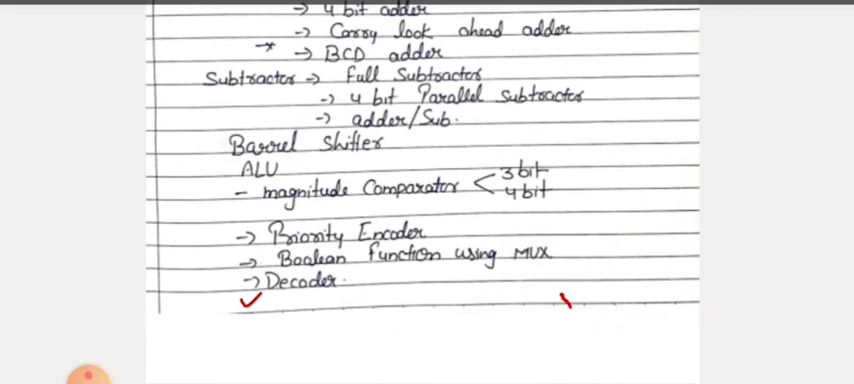 -> 4 bit adder
-> Carry look ahead adder
* -> BCD adder
Subtractor -> Full Subtractor
-> 4 bit Parallel Subtractor
-> adder/Sub.
Barrel Shifter
ALU
- magnitude Comparator < 3 bit
4 bit
-> Priority Encoder
-> Boolean function using MUX
-> Decoder.